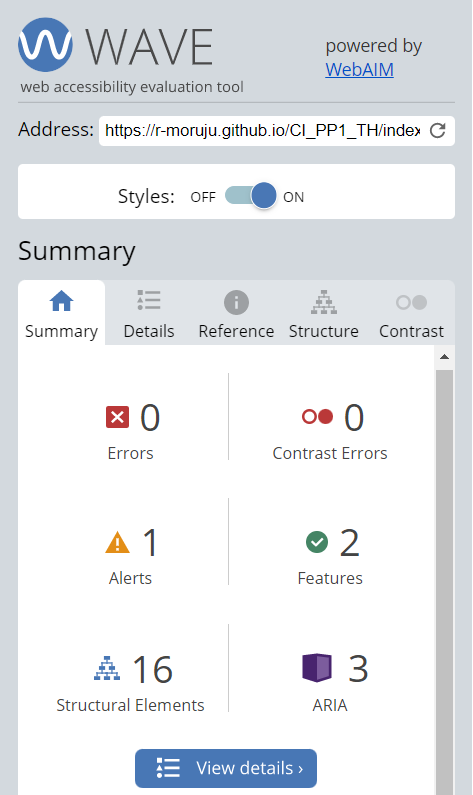 WAVE
web accessibility evaluation tool
powered by
WebAIM
Address: https://r-moruju.github.io/CI_PP1_TH/index
Styles: OFF ON
Summary
Summary Details Reference Structure Contrast
0 0
Errors Contrast Errors
1 2
Alerts Features
16 3
Structural Elements ARIA
View details ›